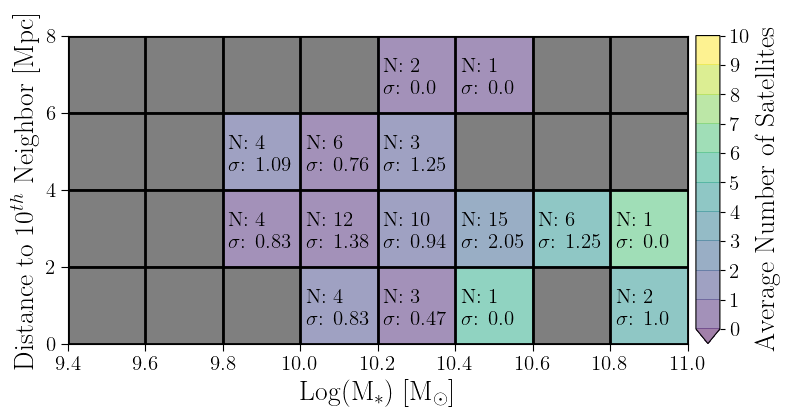 Distance to 10th Neighbor [Mpc]
8
6
4
2
0
N: 2
σ: 0.0
N: 1
σ: 0.0
N: 4
σ: 1.09
N: 6
σ: 0.76
N: 3
σ: 1.25
N: 4
σ: 0.83
N: 12
σ: 1.38
N: 10
σ: 0.94
N: 15
σ: 2.05
N: 6
σ: 1.25
N: 1
σ: 0.0
N: 4
σ: 0.83
N: 3
σ: 0.47
N: 1
σ: 0.0
N: 2
σ: 1.0
9.4 9.6 9.8 10.0 10.2 10.4 10.6 10.8 11.0
Log(M*) [M⊙]
10
9
8
7
6
5
4
3
2
1
0
Average Number of Satellites